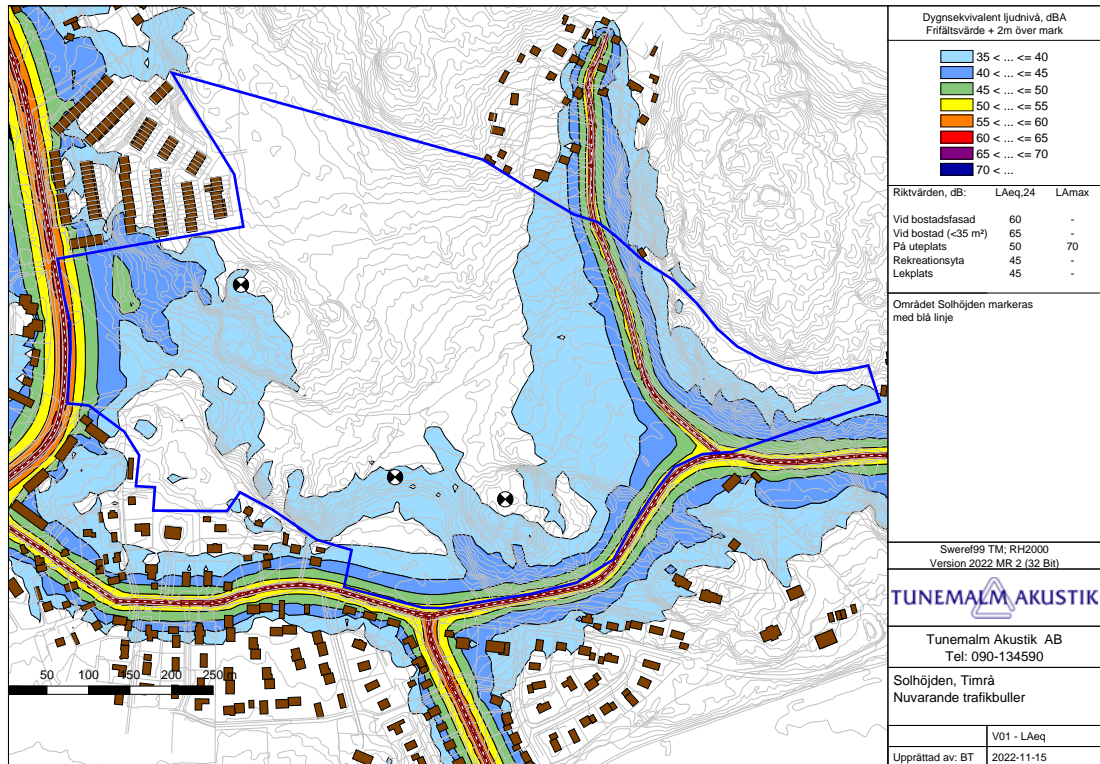 Dygnsekvivalent ljudnivå, dBA
Frifältsvärde + 2m över mark
35 < ... <= 40
40 < ... <= 45
45 < ... <= 50
50 < ... <= 55
55 < ... <= 60
60 < ... <= 65
65 < ... <= 70
70 < ...
Riktvärden, dB: LAeq,24 LAmax
Vid bostadsfasad 60 -
Vid bostad (<35 m²) 65 -
På uteplats 50 70
Rekreationsyta 45 -
Lekplats 45 -
Området Solhöjden markeras
med blå linje
Sweref99 TM; RH2000
Version 2022 MR 2 (32 Bit)
TUNEMALM AKUSTIK
Tunemalm Akustik AB
Tel: 090-134590
Solhöjden, Timrå
Nuvarande trafikbuller
V01 - LAeq
Upprättad av: BT 2022-11-15
50 100 150 200 250 m